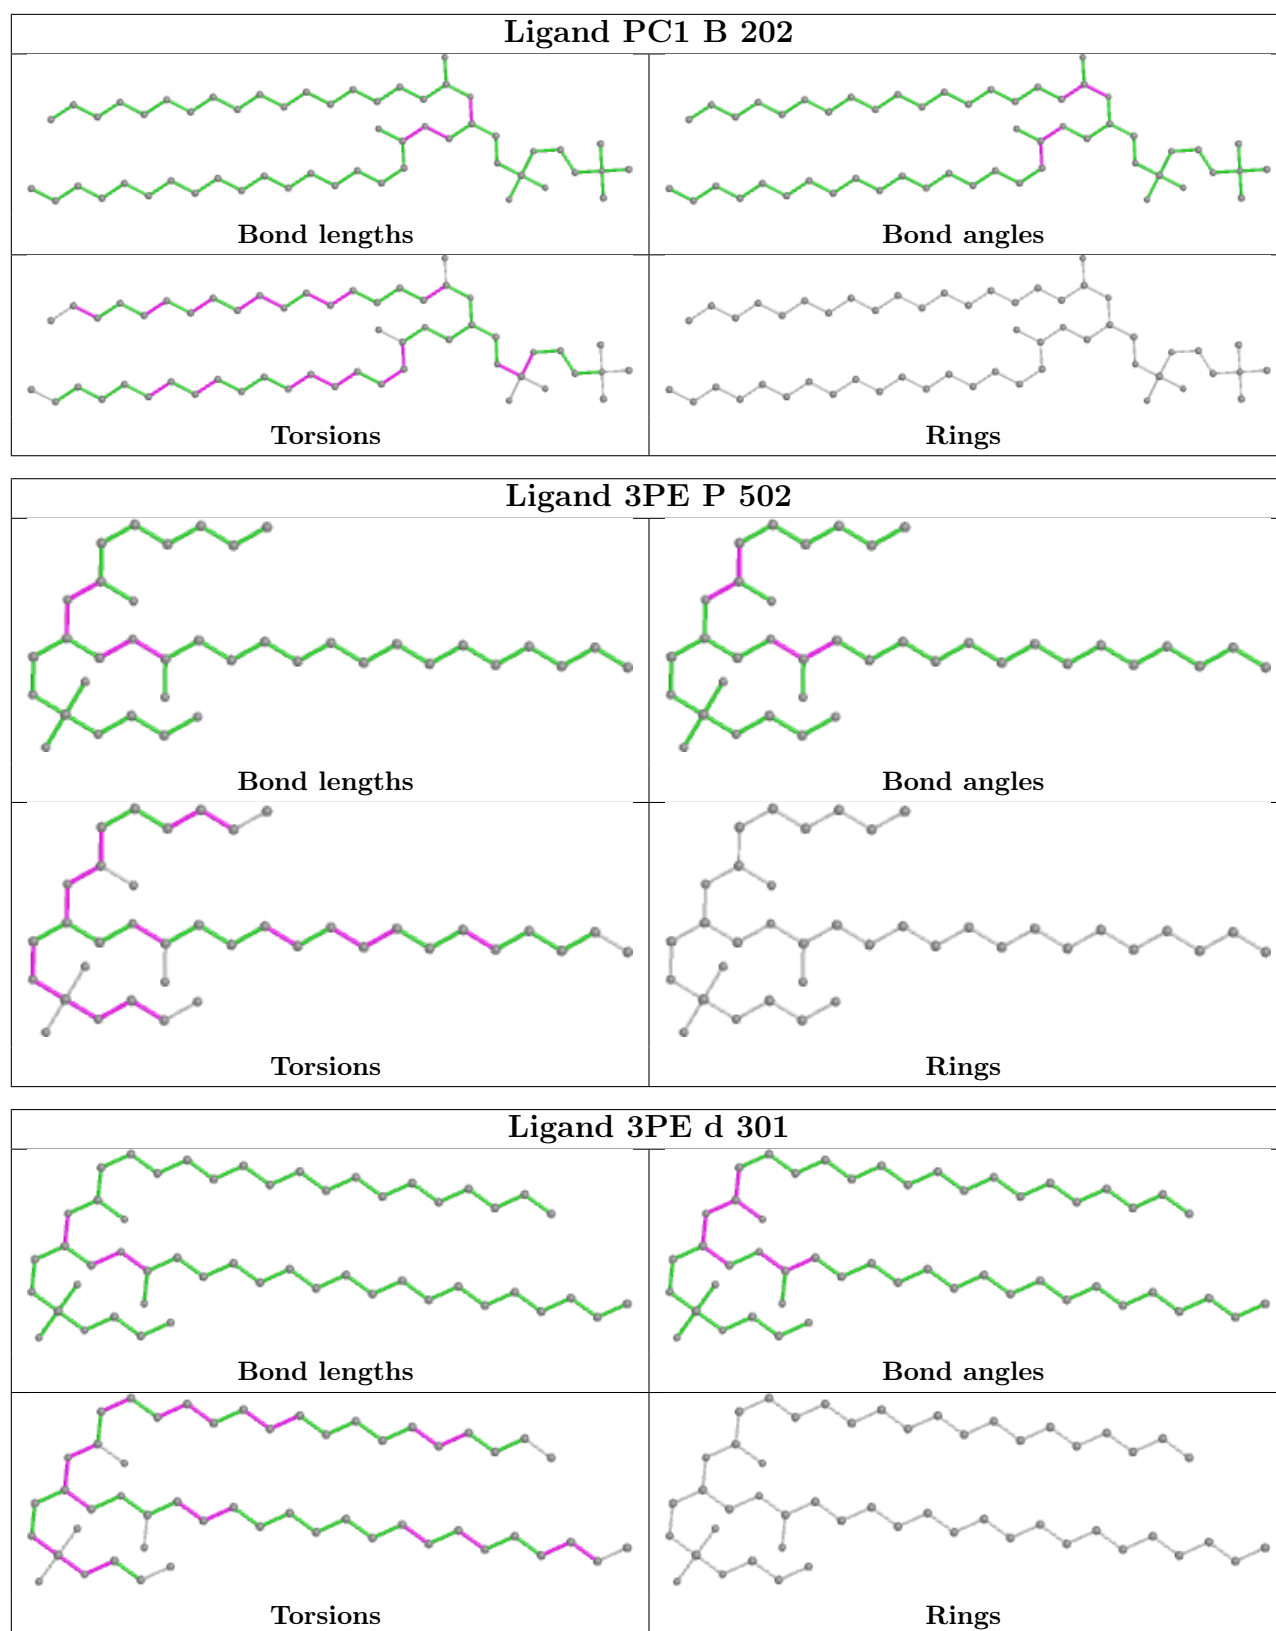 Ligand PC1 B 202
Bond lengths
Bond angles
Torsions
Rings
Ligand 3PE P 502
Bond lengths
Bond angles
Torsions
Rings
Ligand 3PE d 301
Bond lengths
Bond angles
Torsions
Rings